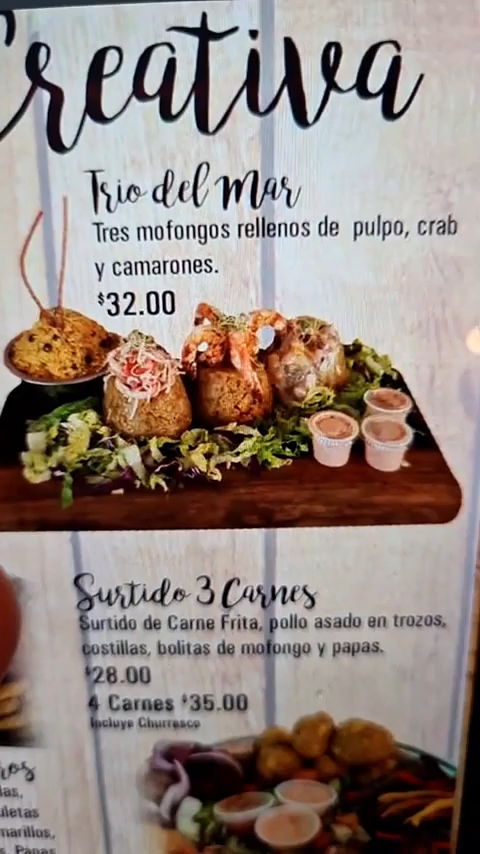 Creativa
Trio del Mar
Tres mofongos rellenos de pulpo, crab
y camarones.
$32.00
Surtido 3 Carnes
Surtido de Carne Frita, pollo asado en trozos,
costillas, bolitas de mofongo y papas.
$28.00
4 Carnes $35.00
Incluye Churrasco